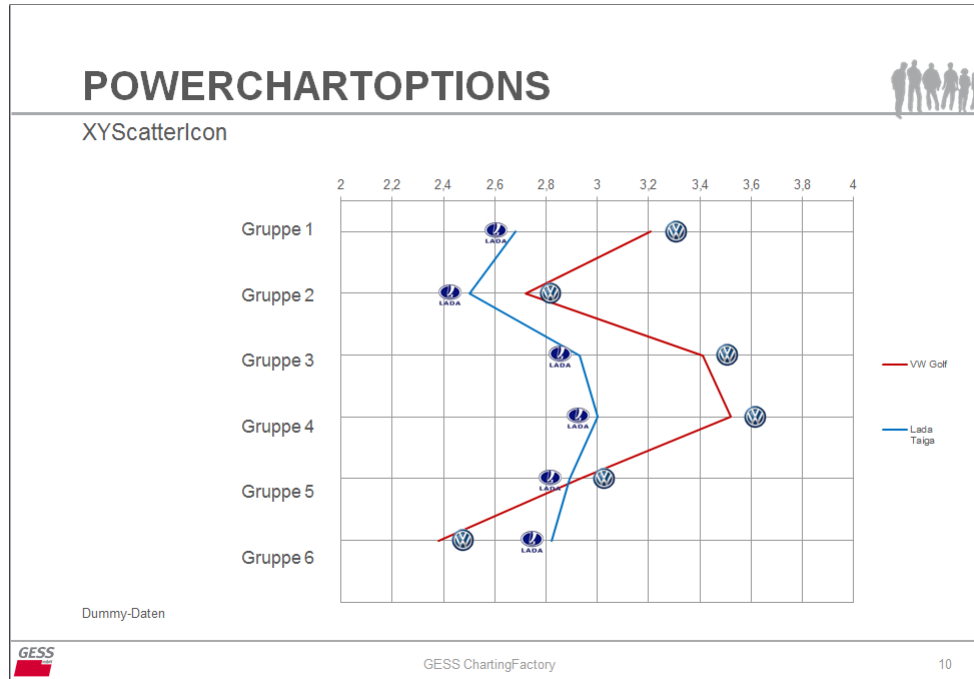 POWERCHARTOPTIONS
XYScatterIcon
2 2,2 2,4 2,6 2,8 3 3,2 3,4 3,6 3,8 4
Gruppe 1
LADA
Gruppe 2
LADA
Gruppe 3
LADA
VW Golf
Gruppe 4
LADA
Lada
Taiga
Gruppe 5
LADA
Gruppe 6
LADA
Dummy-Daten
GESS
GESS ChartingFactory
10